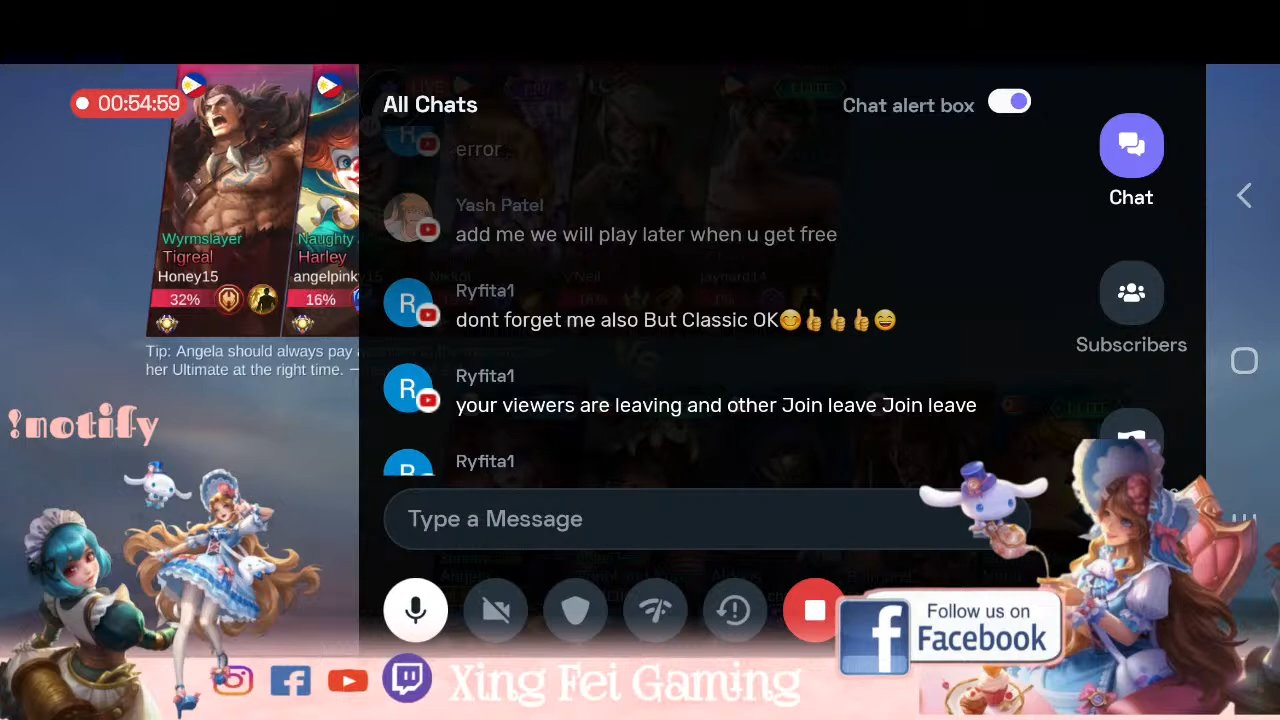 00:54:59
All Chats
Chat alert box
error
Yash Patel
add me we will play later when u get free
Ryfita1
dont forget me also But Classic OK😊👍👍👍😄
Ryfita1
your viewers are leaving and other Join leave Join leave
Ryfita1
Type a Message
Chat
Subscribers
Wyrmslayer
Tigreal
Honey15
32%
Naughty
Harley
angelpink
16%
Tip: Angela should always pay
her Ultimate at the right time.
!notify
Follow us on
Facebook
Xing Fei Gaming